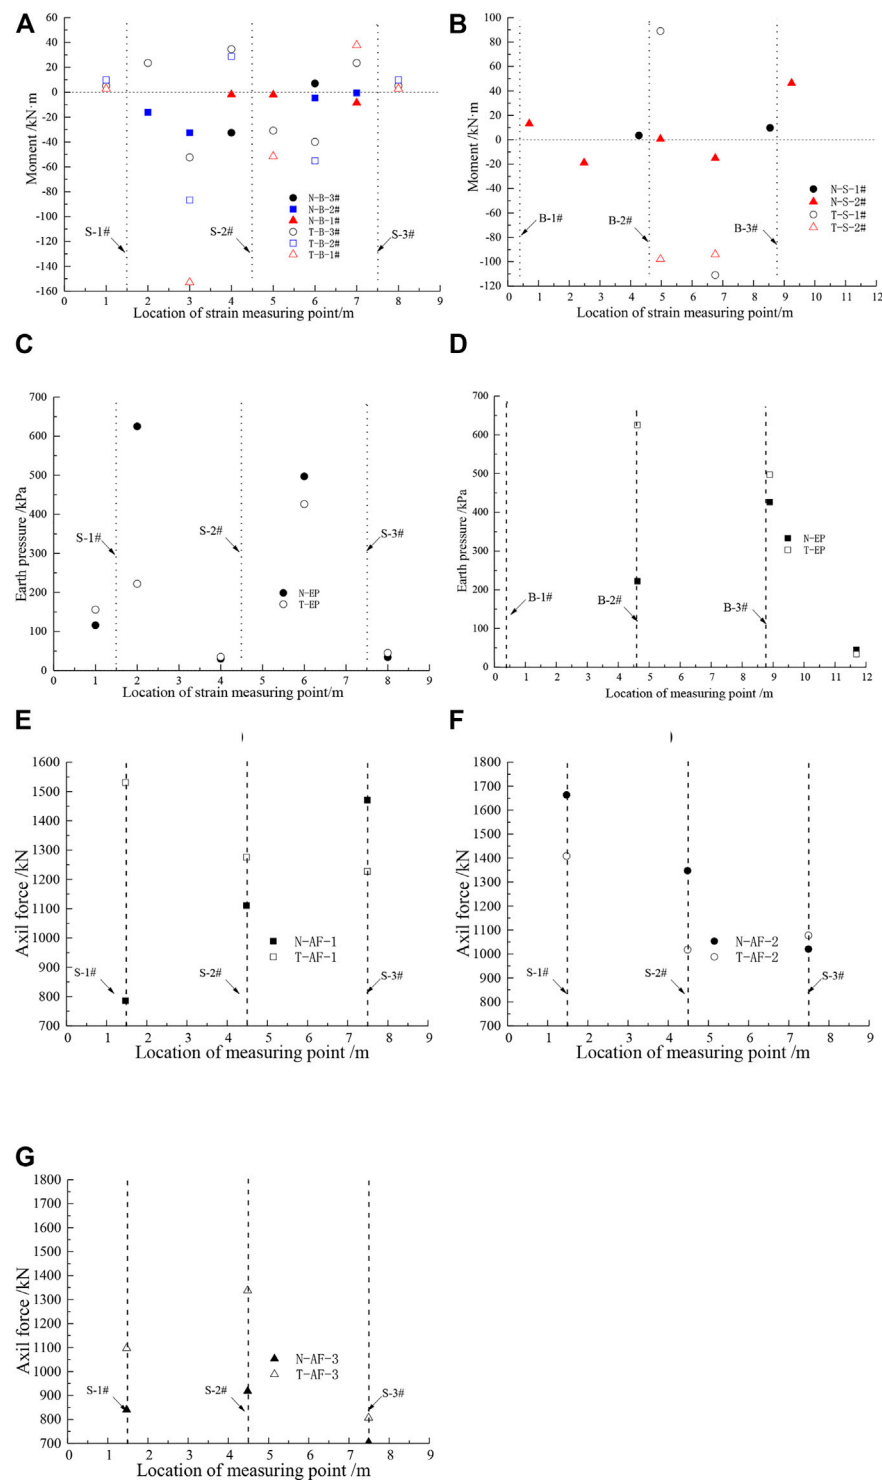 A
Moment /kN·m
60
40
20
0
-20
-40
-60
-80
-100
-120
-140
-160
S-1#
S-2#
S-3#
N-B-3#
N-B-2#
N-B-1#
T-B-3#
T-B-2#
T-B-1#
0 1 2 3 4 5 6 7 8 9
Location of strain measuring point/m
B
Moment /kN·m
100
80
60
40
20
0
-20
-40
-60
-80
-100
-120
B-1#
B-2#
B-3#
N-S-1#
N-S-2#
T-S-1#
T-S-2#
0 1 2 3 4 5 6 7 8 9 10 11 12
Location of strain measuring point/m
C
Earth pressure /kPa
700
600
500
400
300
200
100
0
S-1#
S-2#
S-3#
N-EP
T-EP
1 2 3 4 5 6 7 8 9
Location of strain measuring point/m
D
Earth pressure /kPa
700
600
500
400
300
200
100
0
B-1#
B-2#
B-3#
N-EP
T-EP
0 1 2 3 4 5 6 7 8 9 10 11 12
Location of measuring point /m
E
)
Axil force /kN
1600
1500
1400
1300
1200
1100
1000
900
800
700
S-1#
S-2#
S-3#
N-AF-1
T-AF-1
0 1 2 3 4 5 6 7 8 9
Location of measuring point /m
F
)
Axil force /kN
1800
1700
1600
1500
1400
1300
1200
1100
1000
900
800
700
S-1#
S-2#
S-3#
N-AF-2
T-AF-2
0 1 2 3 4 5 6 7 8 9
Location of measuring point /m
G
Axil force /kN
1800
1700
1600
1500
1400
1300
1200
1100
1000
900
800
700
S-1#
S-2#
S-3#
N-AF-3
T-AF-3
0 1 2 3 4 5 6 7 8 9
Location of measuring point /m